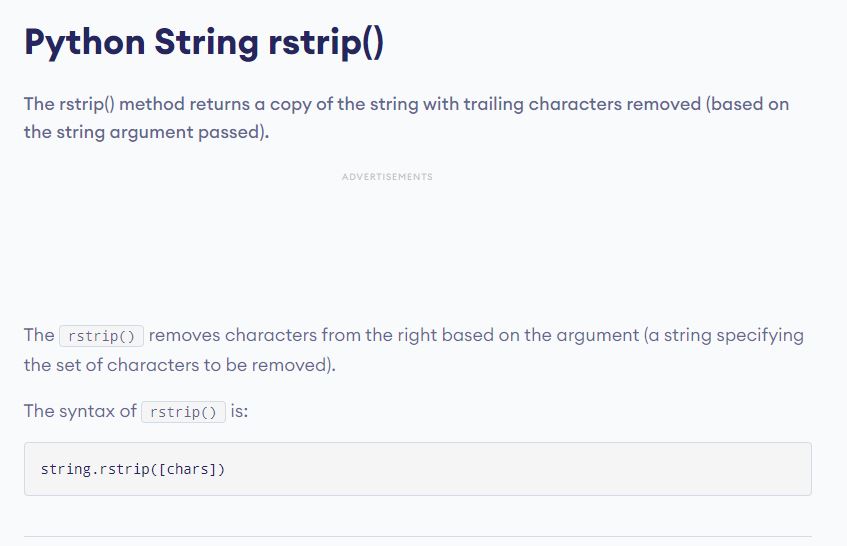 Python String rstrip()
The rstrip() method returns a copy of the string with trailing characters removed (based on
the string argument passed).
ADVERTISEMENTS
The rstrip() removes characters from the right based on the argument (a string specifying
the set of characters to be removed).
The syntax of rstrip() is:
string.rstrip([chars])